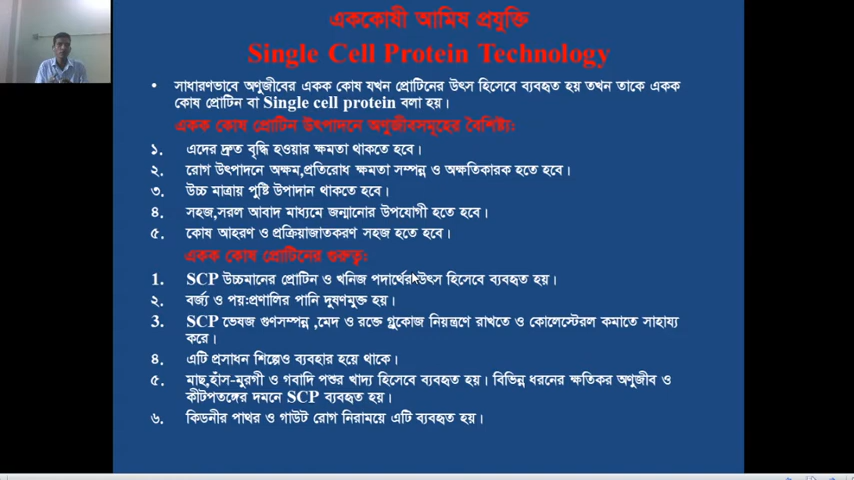 এককোষী আমিষ প্রযুক্তি
Single Cell Protein Technology
• সাধারণভাবে অণুজীবের একক কোষ যখন প্রোটিনের উৎস হিসেবে ব্যবহৃত হয় তখন তাকে একক
কোষ প্রোটিন বা Single cell protein বলা হয়।
একক কোষ প্রোটিন উৎপাদনে অণুজীবসমূহের বৈশিষ্ট্য:
১. এদের দ্রুত বৃদ্ধি হওয়ার ক্ষমতা থাকতে হবে।
২. রোগ উৎপাদনে অক্ষম,প্রতিরোধ ক্ষমতা সম্পন্ন ও অক্ষতিকারক হতে হবে।
৩. উচ্চ মাত্রায় পুষ্টি উপাদান থাকতে হবে।
৪. সহজ,সরল আবাদ মাধ্যমে জন্মানোর উপযোগী হতে হবে।
৫. কোষ আহরণ ও প্রক্রিয়াজাতকরণ সহজ হতে হবে।
একক কোষ প্রোটিনের গুরুত্ব:
1. SCP উচ্চমানের প্রোটিন ও খনিজ পদার্থের উৎস হিসেবে ব্যবহৃত হয়।
২. বর্জ্য ও পয়:প্রণালির পানি দুষণমুক্ত হয়।
3. SCP ভেষজ গুণসম্পন্ন ,মেদ ও রক্তে গ্লুকোজ নিয়ন্ত্রণে রাখতে ও কোলেস্টেরল কমাতে সাহায্য
করে।
৪. এটি প্রসাধন শিল্পেও ব্যবহার হয়ে থাকে।
৫. মাছ,হাঁস-মুরগী ও গবাদি পশুর খাদ্য হিসেবে ব্যবহৃত হয়। বিভিন্ন ধরনের ক্ষতিকর অণুজীব ও
কীটপতঙ্গের দমনে SCP ব্যবহৃত হয়।
৬. কিডনীর পাথর ও গাউট রোগ নিরাময়ে এটি ব্যবহৃত হয়।